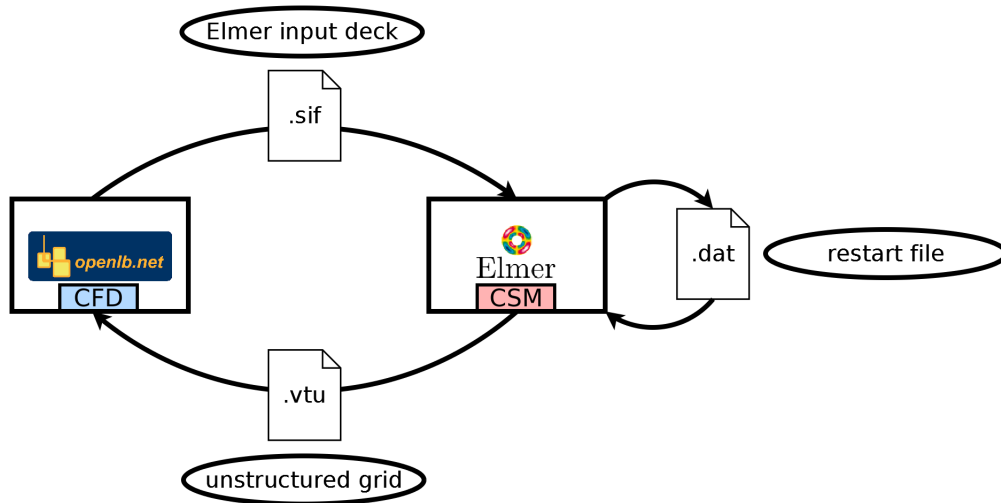 Elmer input deck
.sif
openlb.net
CFD
Elmer
CSM
.dat
restart file
.vtu
unstructured grid